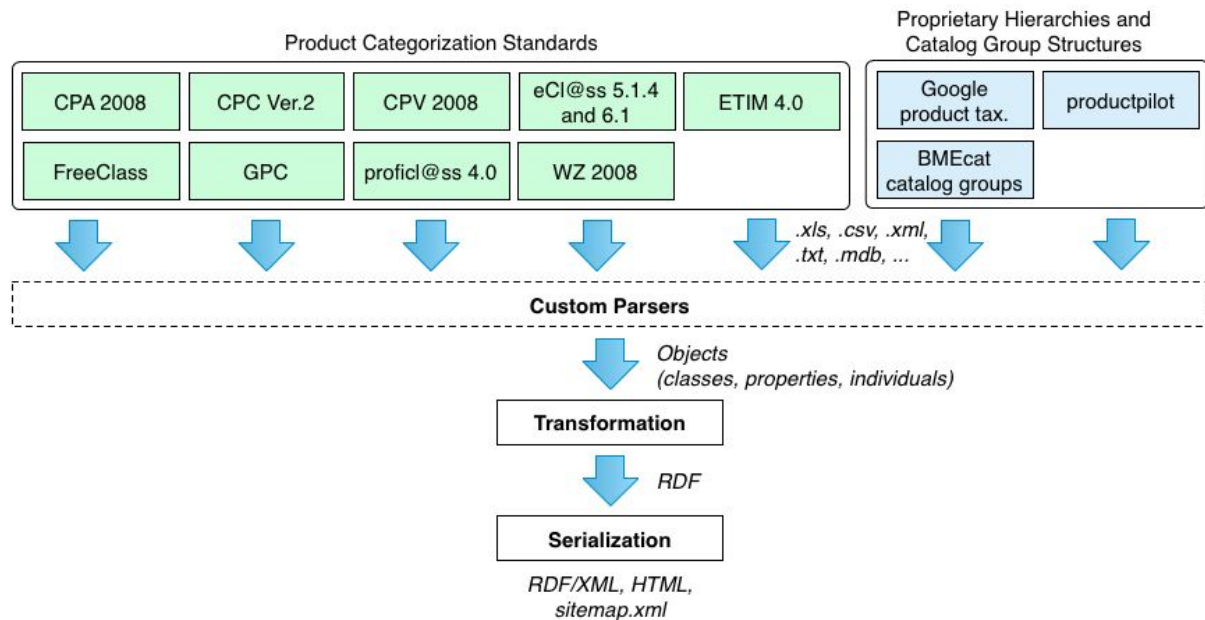 Product Categorization Standards
Proprietary Hierarchies and
Catalog Group Structures
CPA 2008
CPC Ver.2
CPV 2008
eCl@ss 5.1.4
and 6.1
ETIM 4.0
FreeClass
GPC
proficl@ss 4.0
WZ 2008
Google
product tax.
productpilot
BMEcat
catalog groups
.xls, .csv, .xml,
.txt, .mdb, ...
Custom Parsers
Objects
(classes, properties, individuals)
Transformation
RDF
Serialization
RDF/XML, HTML,
sitemap.xml